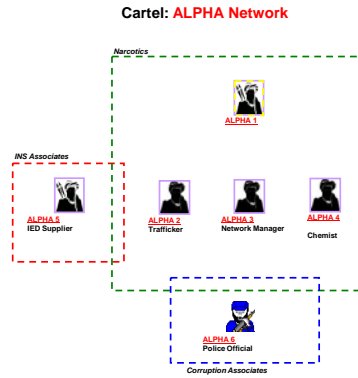 Cartel: ALPHA Network
Narcotics
ALPHA 1
INS Associates
ALPHA 5
IED Supplier
ALPHA 2
Trafficker
ALPHA 3
Network Manager
ALPHA 4
Chemist
ALPHA 6
Police Official
Corruption Associates